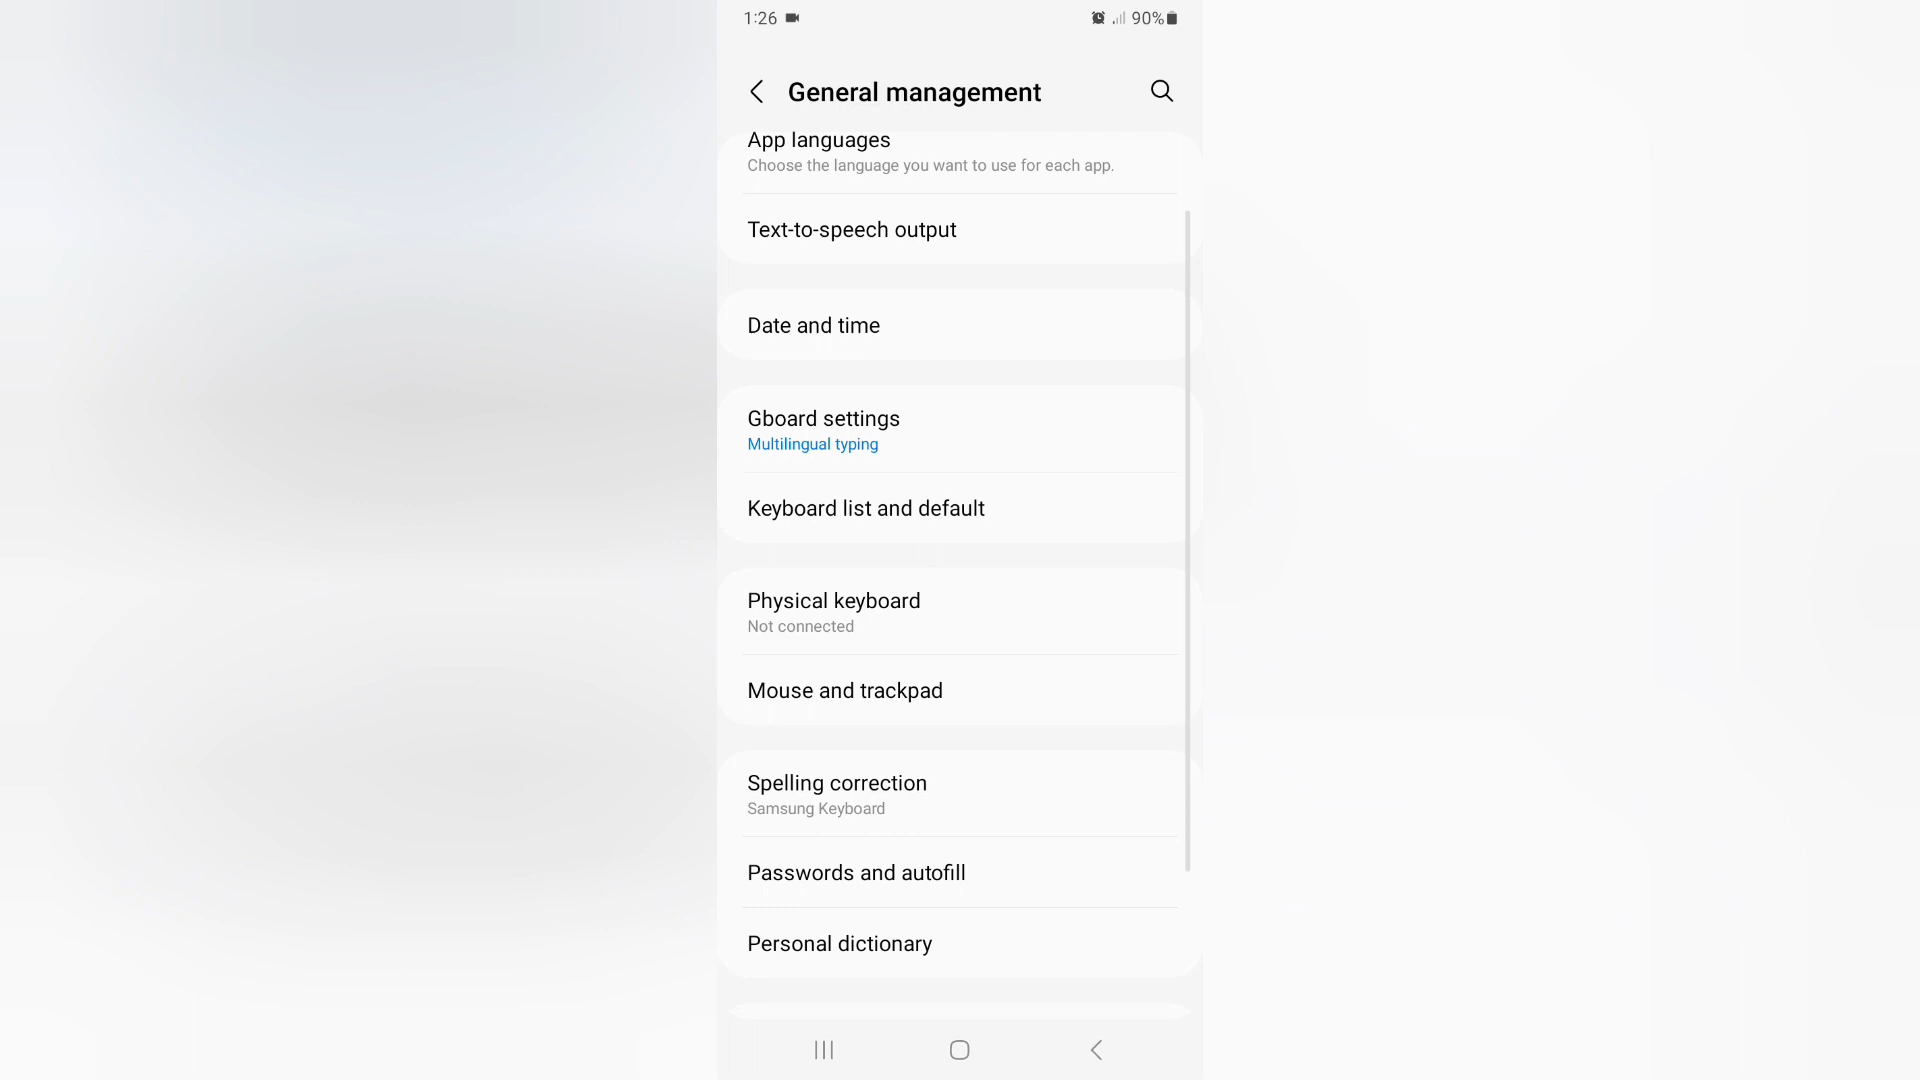 1:26 90%
General management
App languages
Choose the language you want to use for each app.
Text-to-speech output
Date and time
Gboard settings
Multilingual typing
Keyboard list and default
Physical keyboard
Not connected
Mouse and trackpad
Spelling correction
Samsung Keyboard
Passwords and autofill
Personal dictionary